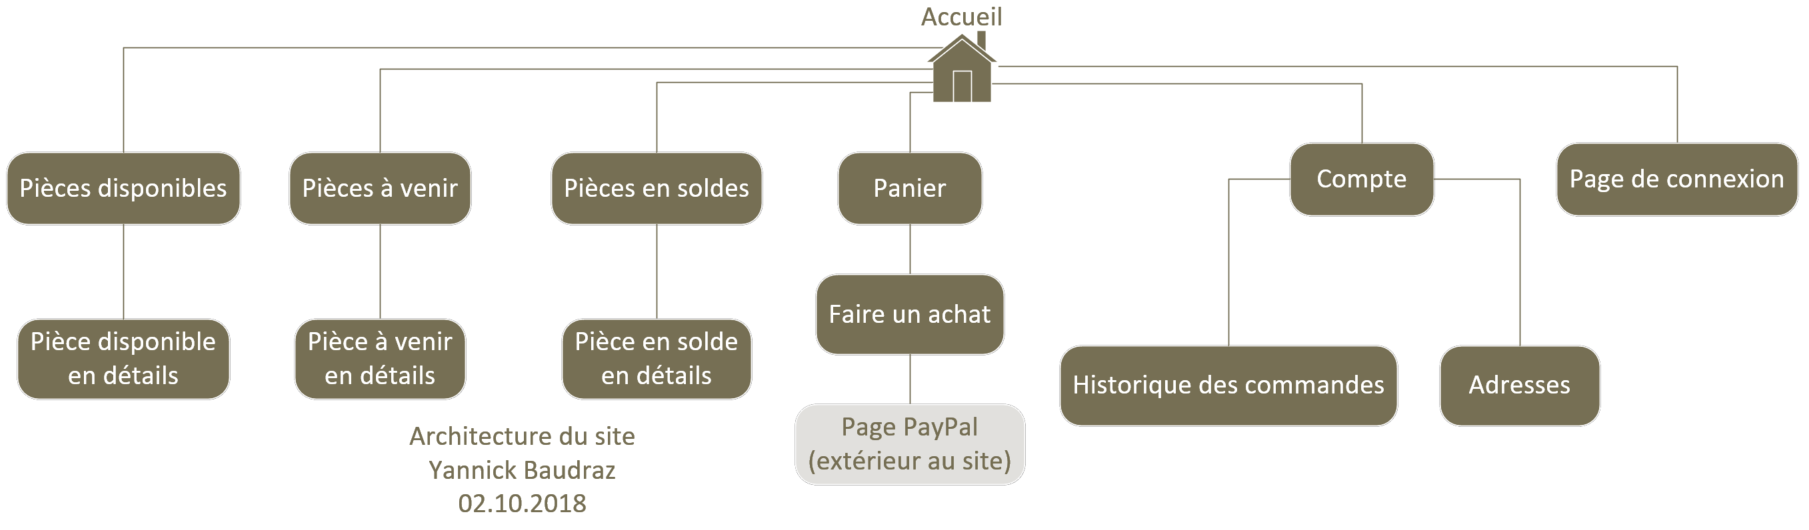 Accueil
Pièces disponibles
Pièces à venir
Pièces en soldes
Panier
Compte
Page de connexion
Pièce disponible
en détails
Pièce à venir
en détails
Pièce en solde
en détails
Faire un achat
Page PayPal
(extérieur au site)
Historique des commandes
Adresses
Architecture du site
Yannick Baudraz
02.10.2018